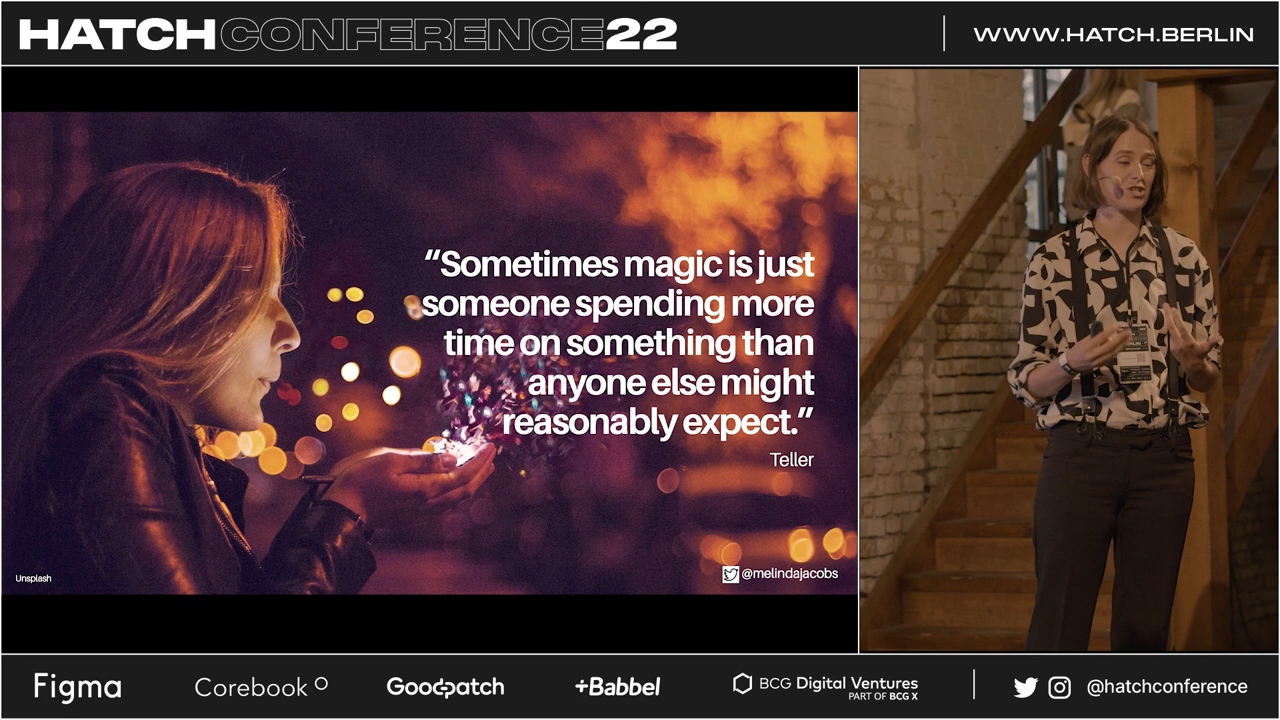 HATCHCONFERENCE22
WWW.HATCH.BERLIN
“Sometimes magic is just
someone spending more
time on something than
anyone else might
reasonably expect.”
Teller
Unsplash
@melindajacobs
Figma
Corebook
Goodpatch
+Babbel
BCG Digital Ventures
PART OF BCG X
@hatchconference